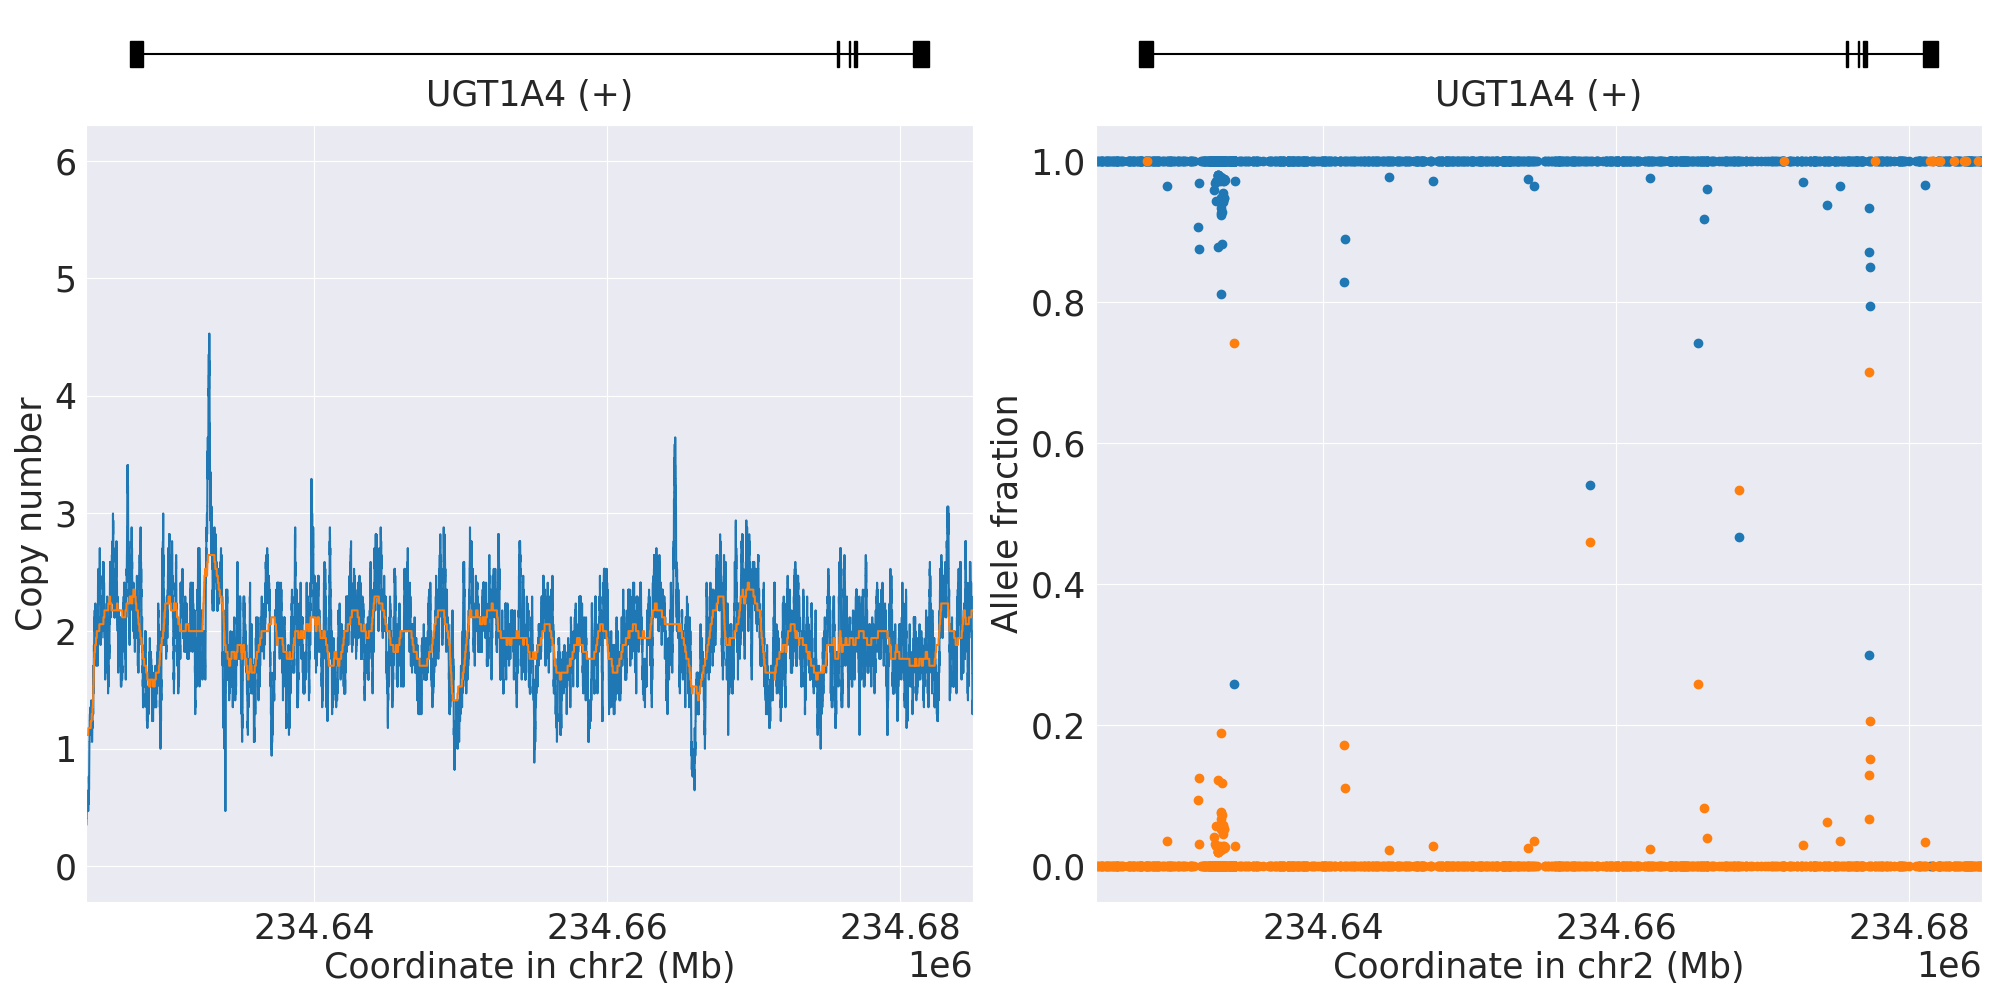 UGT1A4 (+)
6
5
4
3
2
1
0
Copy number
234.64 234.66 234.68
Coordinate in chr2 (Mb)
1e6
UGT1A4 (+)
1.0
0.8
0.6
0.4
0.2
0.0
Allele fraction
234.64 234.66 234.68
Coordinate in chr2 (Mb)
1e6